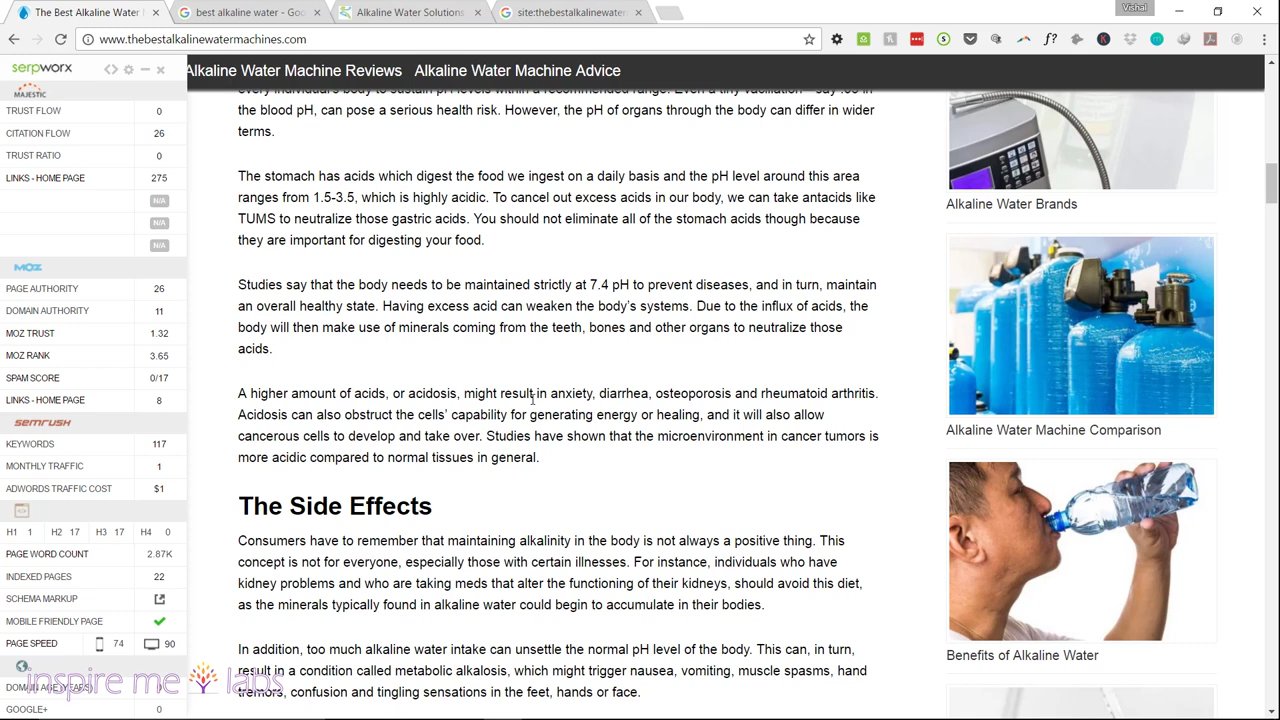 The Best Alkaline Water
best alkaline water - Goo
Alkaline Water Solutions
site:thebestalkalinewater
Vishal
www.thebestalkalinewatermachines.com
serpworx
MAJESTIC
TRUST FLOW 0
CITATION FLOW 26
TRUST RATIO 0
LINKS - HOME PAGE 275
N/A
N/A
N/A
MOZ
PAGE AUTHORITY 26
DOMAIN AUTHORITY 11
MOZ TRUST 1.32
MOZ RANK 3.65
SPAM SCORE 0/17
LINKS - HOME PAGE 8
SEMRUSH
KEYWORDS 117
MONTHLY TRAFFIC 1
ADWORDS TRAFFIC COST $1
H1 1 H2 17 H3 17 H4 0
PAGE WORD COUNT 2.87K
INDEXED PAGES 22
SCHEMA MARKUP
MOBILE FRIENDLY PAGE
PAGE SPEED 74 90
GOOGLE+ 0
inspire me labs
Alkaline Water Machine Reviews Alkaline Water Machine Advice
the blood pH, can pose a serious health risk. However, the pH of organs through the body can differ in wider
terms.
The stomach has acids which digest the food we ingest on a daily basis and the pH level around this area
ranges from 1.5-3.5, which is highly acidic. To cancel out excess acids in our body, we can take antacids like
TUMS to neutralize those gastric acids. You should not eliminate all of the stomach acids though because
they are important for digesting your food.
Studies say that the body needs to be maintained strictly at 7.4 pH to prevent diseases, and in turn, maintain
an overall healthy state. Having excess acid can weaken the body's systems. Due to the influx of acids, the
body will then make use of minerals coming from the teeth, bones and other organs to neutralize those
acids.
A higher amount of acids, or acidosis, might result in anxiety, diarrhea, osteoporosis and rheumatoid arthritis.
Acidosis can also obstruct the cells' capability for generating energy or healing, and it will also allow
cancerous cells to develop and take over. Studies have shown that the microenvironment in cancer tumors is
more acidic compared to normal tissues in general.
The Side Effects
Consumers have to remember that maintaining alkalinity in the body is not always a positive thing. This
concept is not for everyone, especially those with certain illnesses. For instance, individuals who have
kidney problems and who are taking meds that alter the functioning of their kidneys, should avoid this diet,
as the minerals typically found in alkaline water could begin to accumulate in their bodies.
In addition, too much alkaline water intake can unsettle the normal pH level of the body. This can, in turn,
result in a condition called metabolic alkalosis, which might trigger nausea, vomiting, muscle spasms, hand
tremors, confusion and tingling sensations in the feet, hands or face.
Alkaline Water Brands
Alkaline Water Machine Comparison
Benefits of Alkaline Water